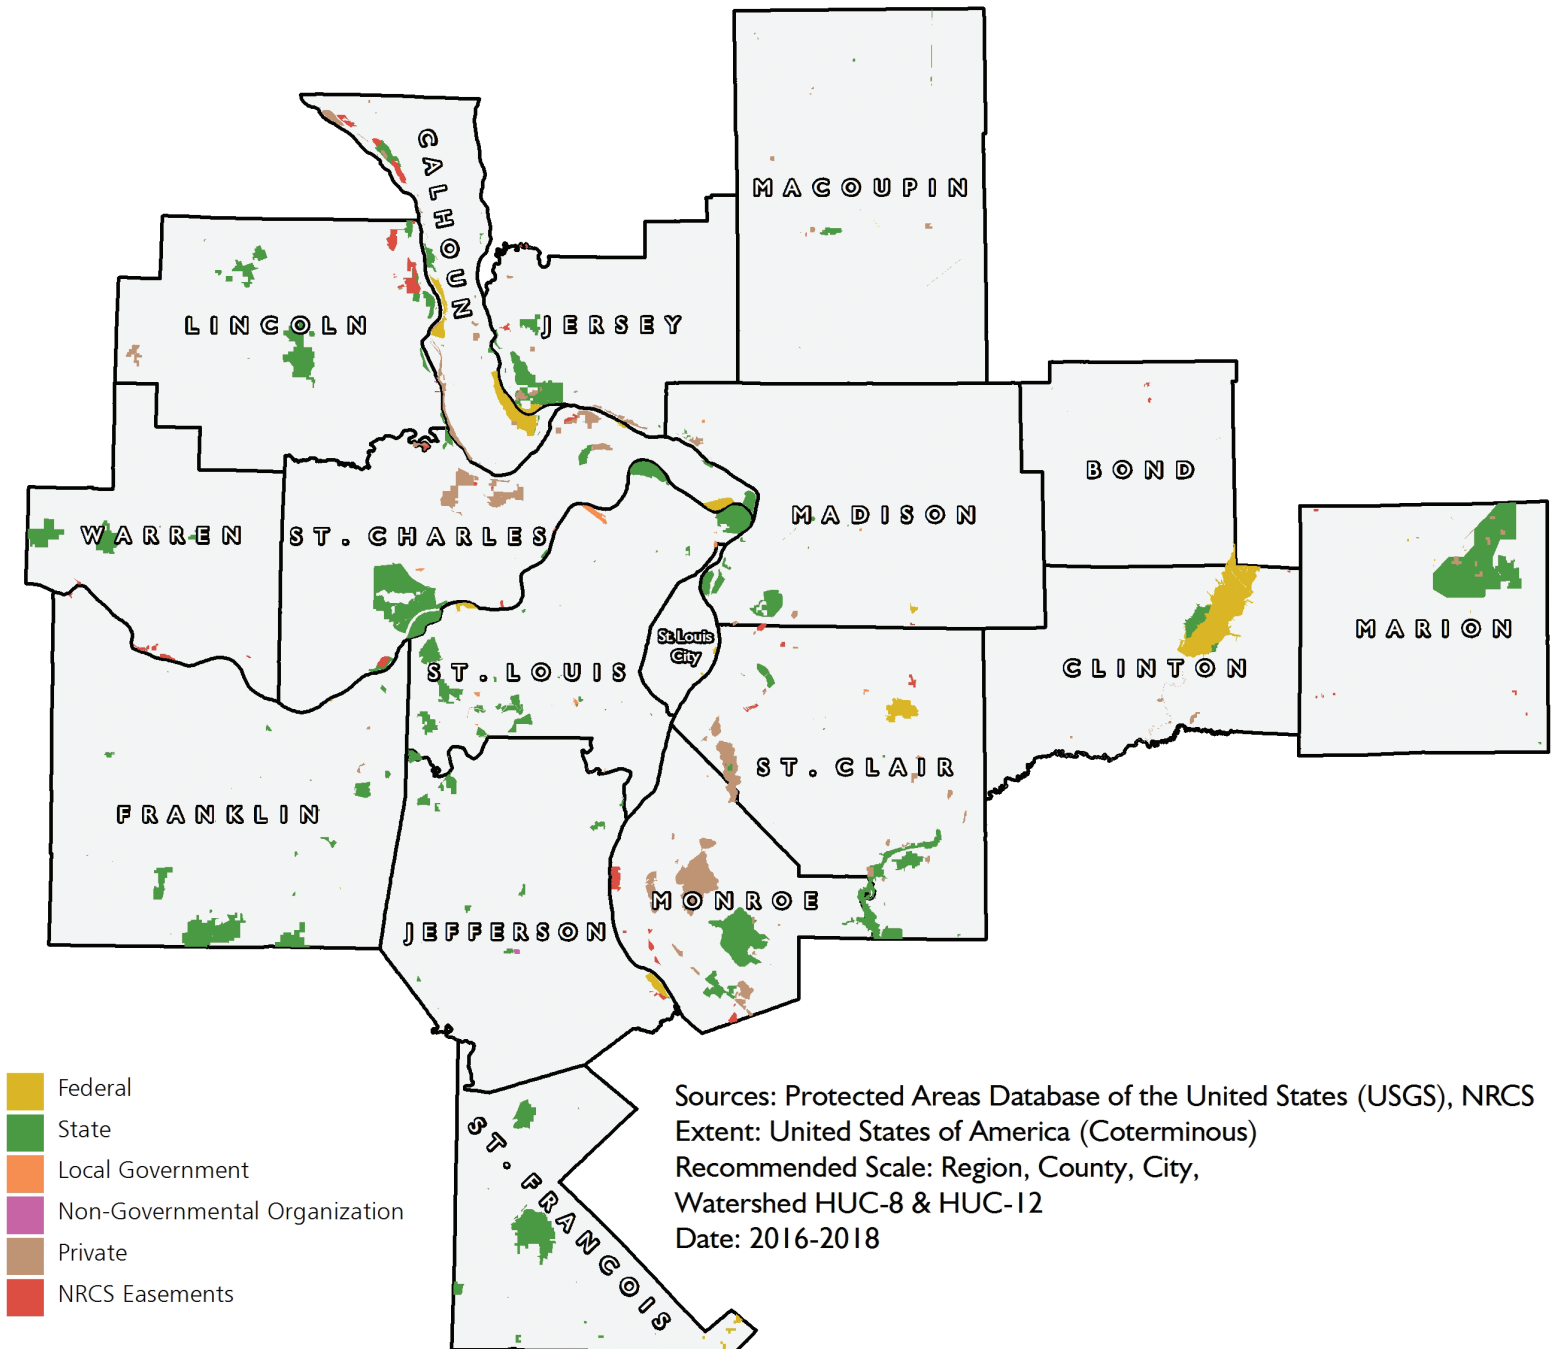 CALHOUN
MACOUPIN
LINCOLN
JERSEY
BOND
WARREN
ST. CHARLES
MADISON
MARION
St. Louis
City
ST. LOUIS
CLINTON
ST. CLAIR
FRANKLIN
MONROE
JEFFERSON
ST. FRANCOIS
Federal
State
Local Government
Non-Governmental Organization
Private
NRCS Easements
Sources: Protected Areas Database of the United States (USGS), NRCS
Extent: United States of America (Coterminous)
Recommended Scale: Region, County, City,
Watershed HUC-8 & HUC-12
Date: 2016-2018